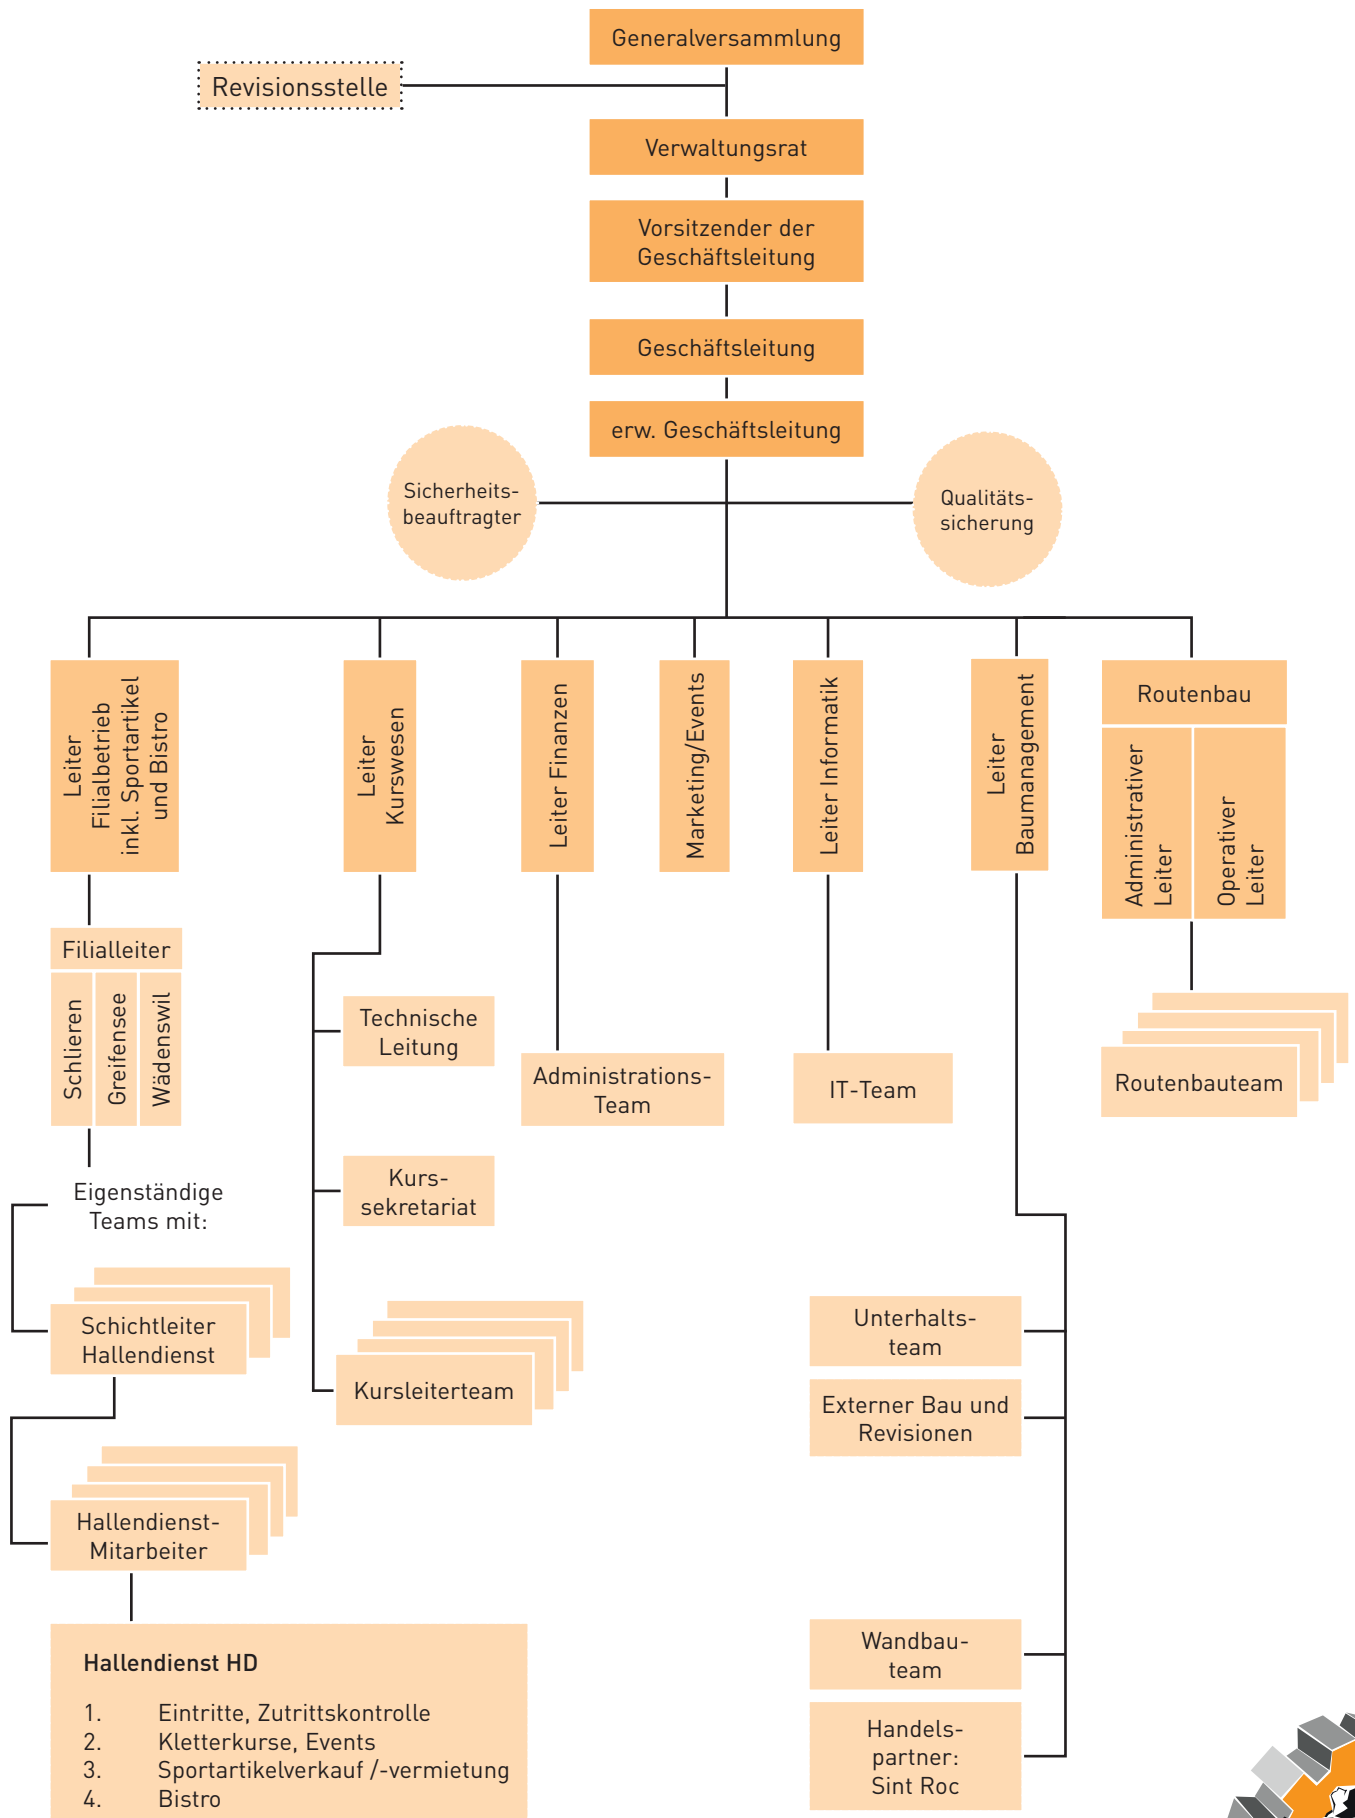 Generalversammlung
Revisionsstelle
Verwaltungsrat
Vorsitzender der
Geschäftsleitung
Geschäftsleitung
erw. Geschäftsleitung
Sicherheits-
beauftragter
Qualitäts-
sicherung
Leiter
Filialbetrieb
inkl. Sportartikel
und Bistro
Leiter
Kurswesen
Leiter Finanzen
Marketing/Events
Leiter Informatik
Leiter
Baumanagement
Routenbau
Administrativer
Leiter
Operativer
Leiter
Filialleiter
Schlieren
Greifensee
Wädenswil
Technische
Leitung
Administrations-
Team
IT-Team
Routenbauteam
Kurs-
sekretariat
Eigenständige
Teams mit:
Schichtleiter
Hallendienst
Kursleiterteam
Unterhalts-
team
Externer Bau und
Revisionen
Hallendienst-
Mitarbeiter
Wandbau-
team
Handels-
partner:
Sint Roc
Hallendienst HD
1. Eintritte, Zutrittskontrolle
2. Kletterkurse, Events
3. Sportartikelverkauf /-vermietung
4. Bistro